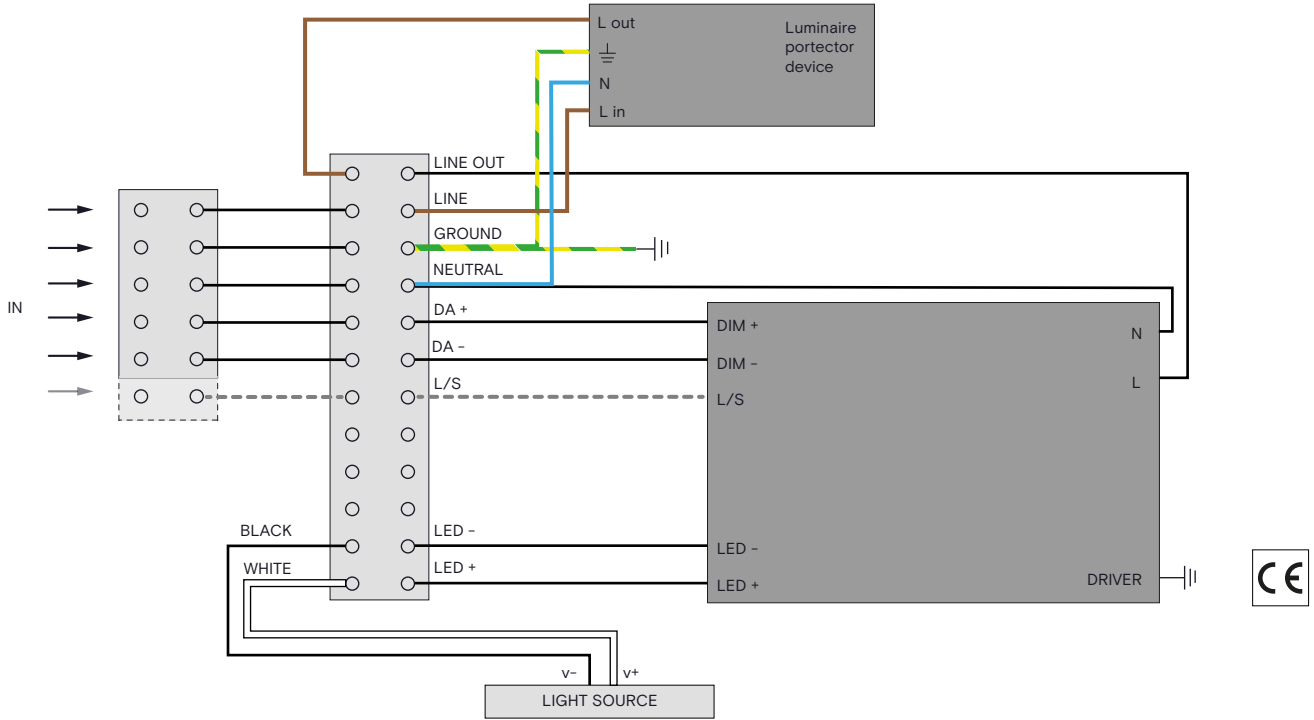 L out
Luminaire
portector
device
N
L in
LINE OUT
LINE
GROUND
NEUTRAL
IN
DA +
DA -
L/S
DIM +
DIM -
L/S
N
L
BLACK
WHITE
LED -
LED +
LED -
LED +
DRIVER
CE
v-
v+
LIGHT SOURCE